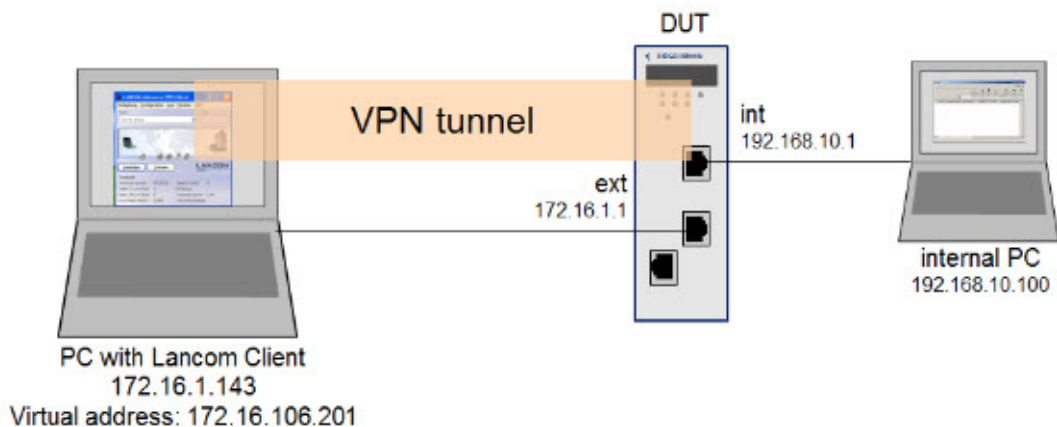 DUT
VPN tunnel
int
192.168.10.1
ext
172.16.1.1
internal PC
192.168.10.100
PC with Lancom Client
172.16.1.143
Virtual address: 172.16.106.201
LANCOM